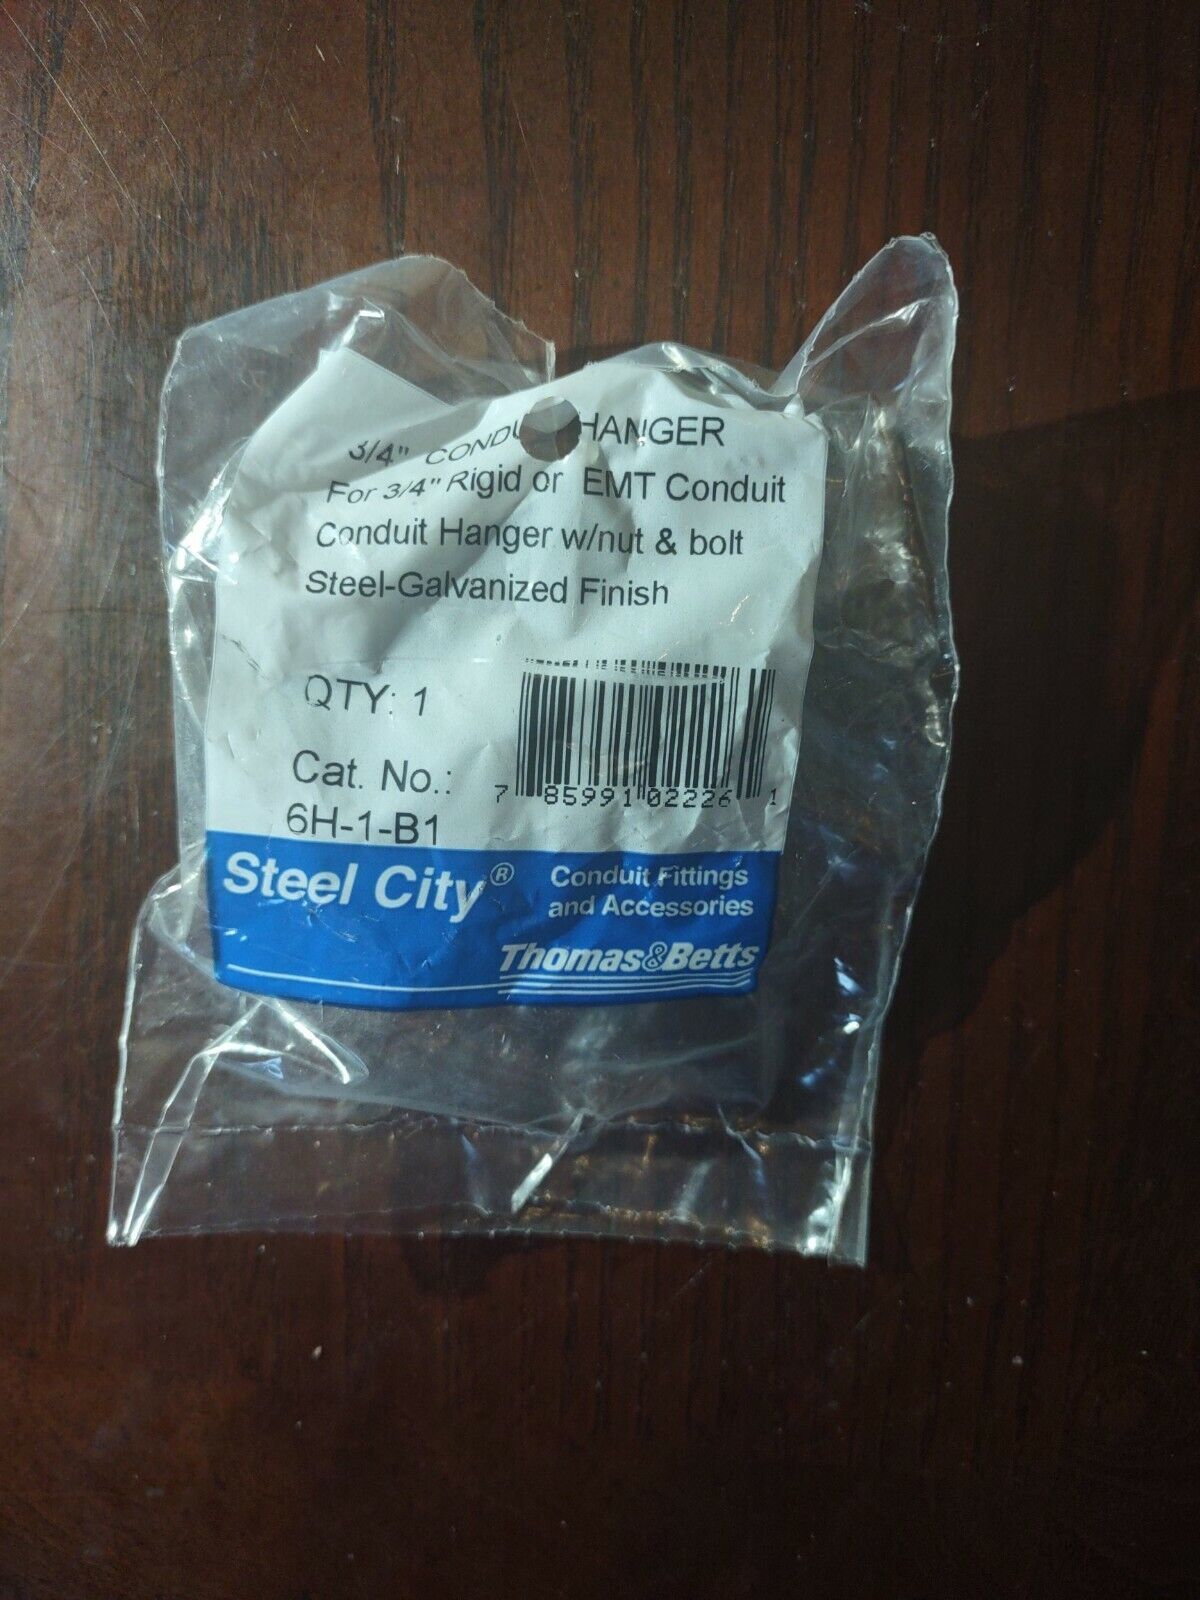 3/4" CONDU HANGER
For 3/4" Rigid or EMT Conduit
Conduit Hanger w/nut & bolt
Steel-Galvanized Finish
QTY: 1
Cat. No.:
6H-1-B1
7 85991 02226 1
Steel City®
Conduit Fittings
and Accessories
Thomas&Betts